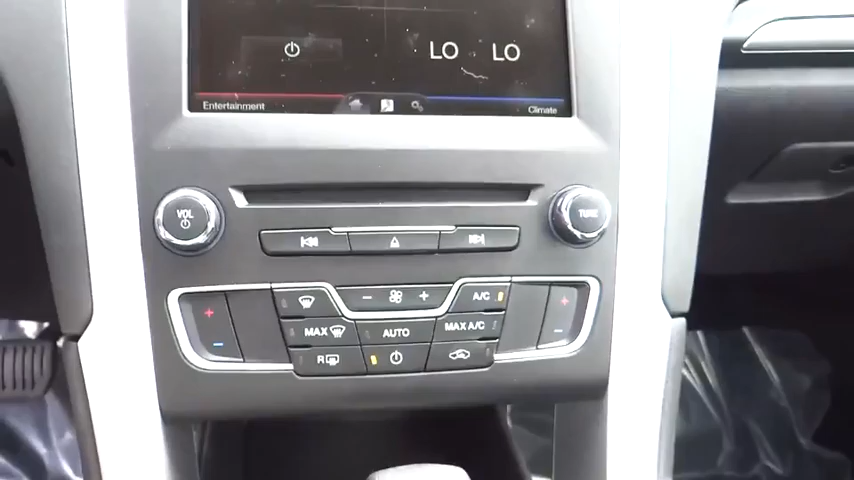 LO LO
Entertainment
Climate
VOL
TUNE
A/C
MAX
AUTO
MAX A/C
R